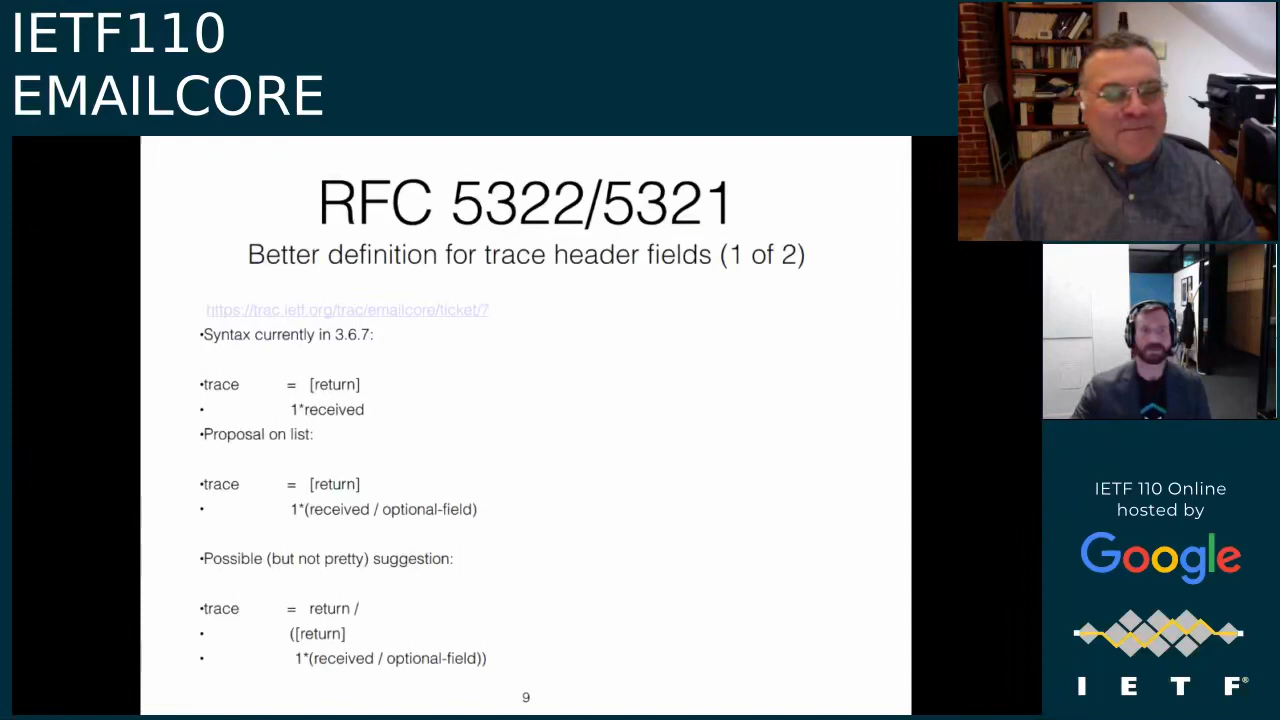 IETF110
EMAILCORE
RFC 5322/5321
Better definition for trace header fields (1 of 2)
https://trac.ietf.org/trac/emailcore/ticket/7
•Syntax currently in 3.6.7:
•trace = [return]
• 1*received
•Proposal on list:
•trace = [return]
• 1*(received / optional-field)
•Possible (but not pretty) suggestion:
•trace = return /
• ([return]
• 1*(received / optional-field))
9
IETF 110 Online
hosted by
Google
I E T F®